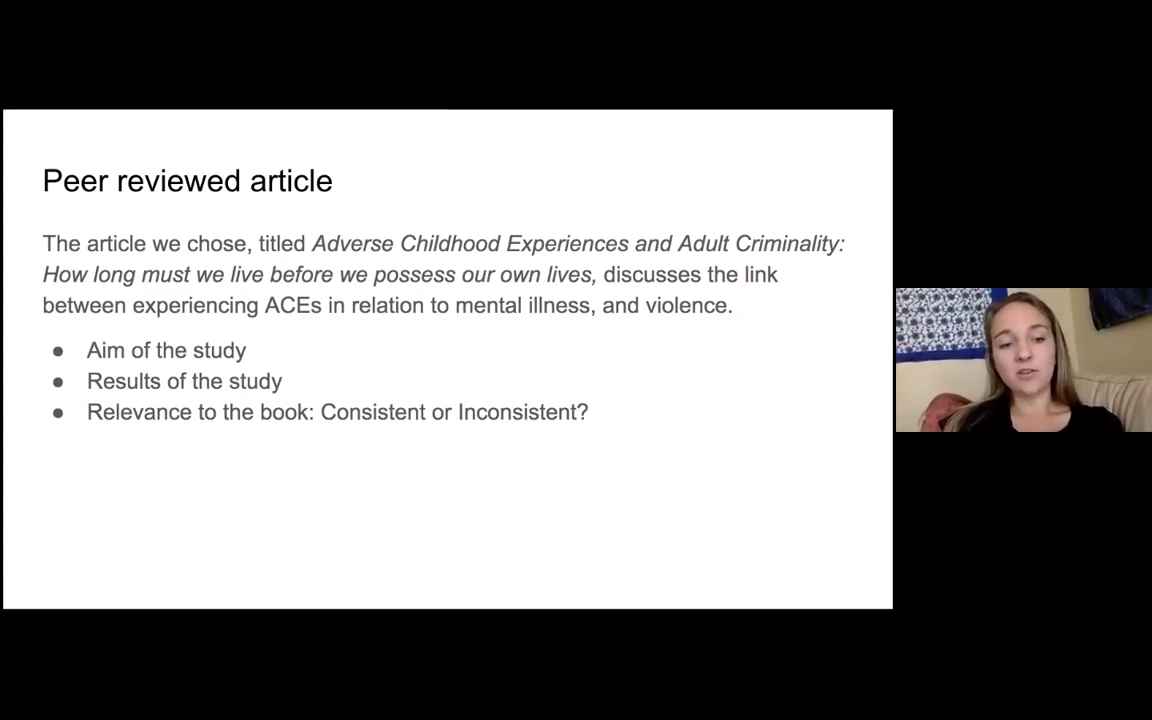 Peer reviewed article
The article we chose, titled Adverse Childhood Experiences and Adult Criminality:
How long must we live before we possess our own lives, discusses the link
between experiencing ACEs in relation to mental illness, and violence.
● Aim of the study
● Results of the study
● Relevance to the book: Consistent or Inconsistent?